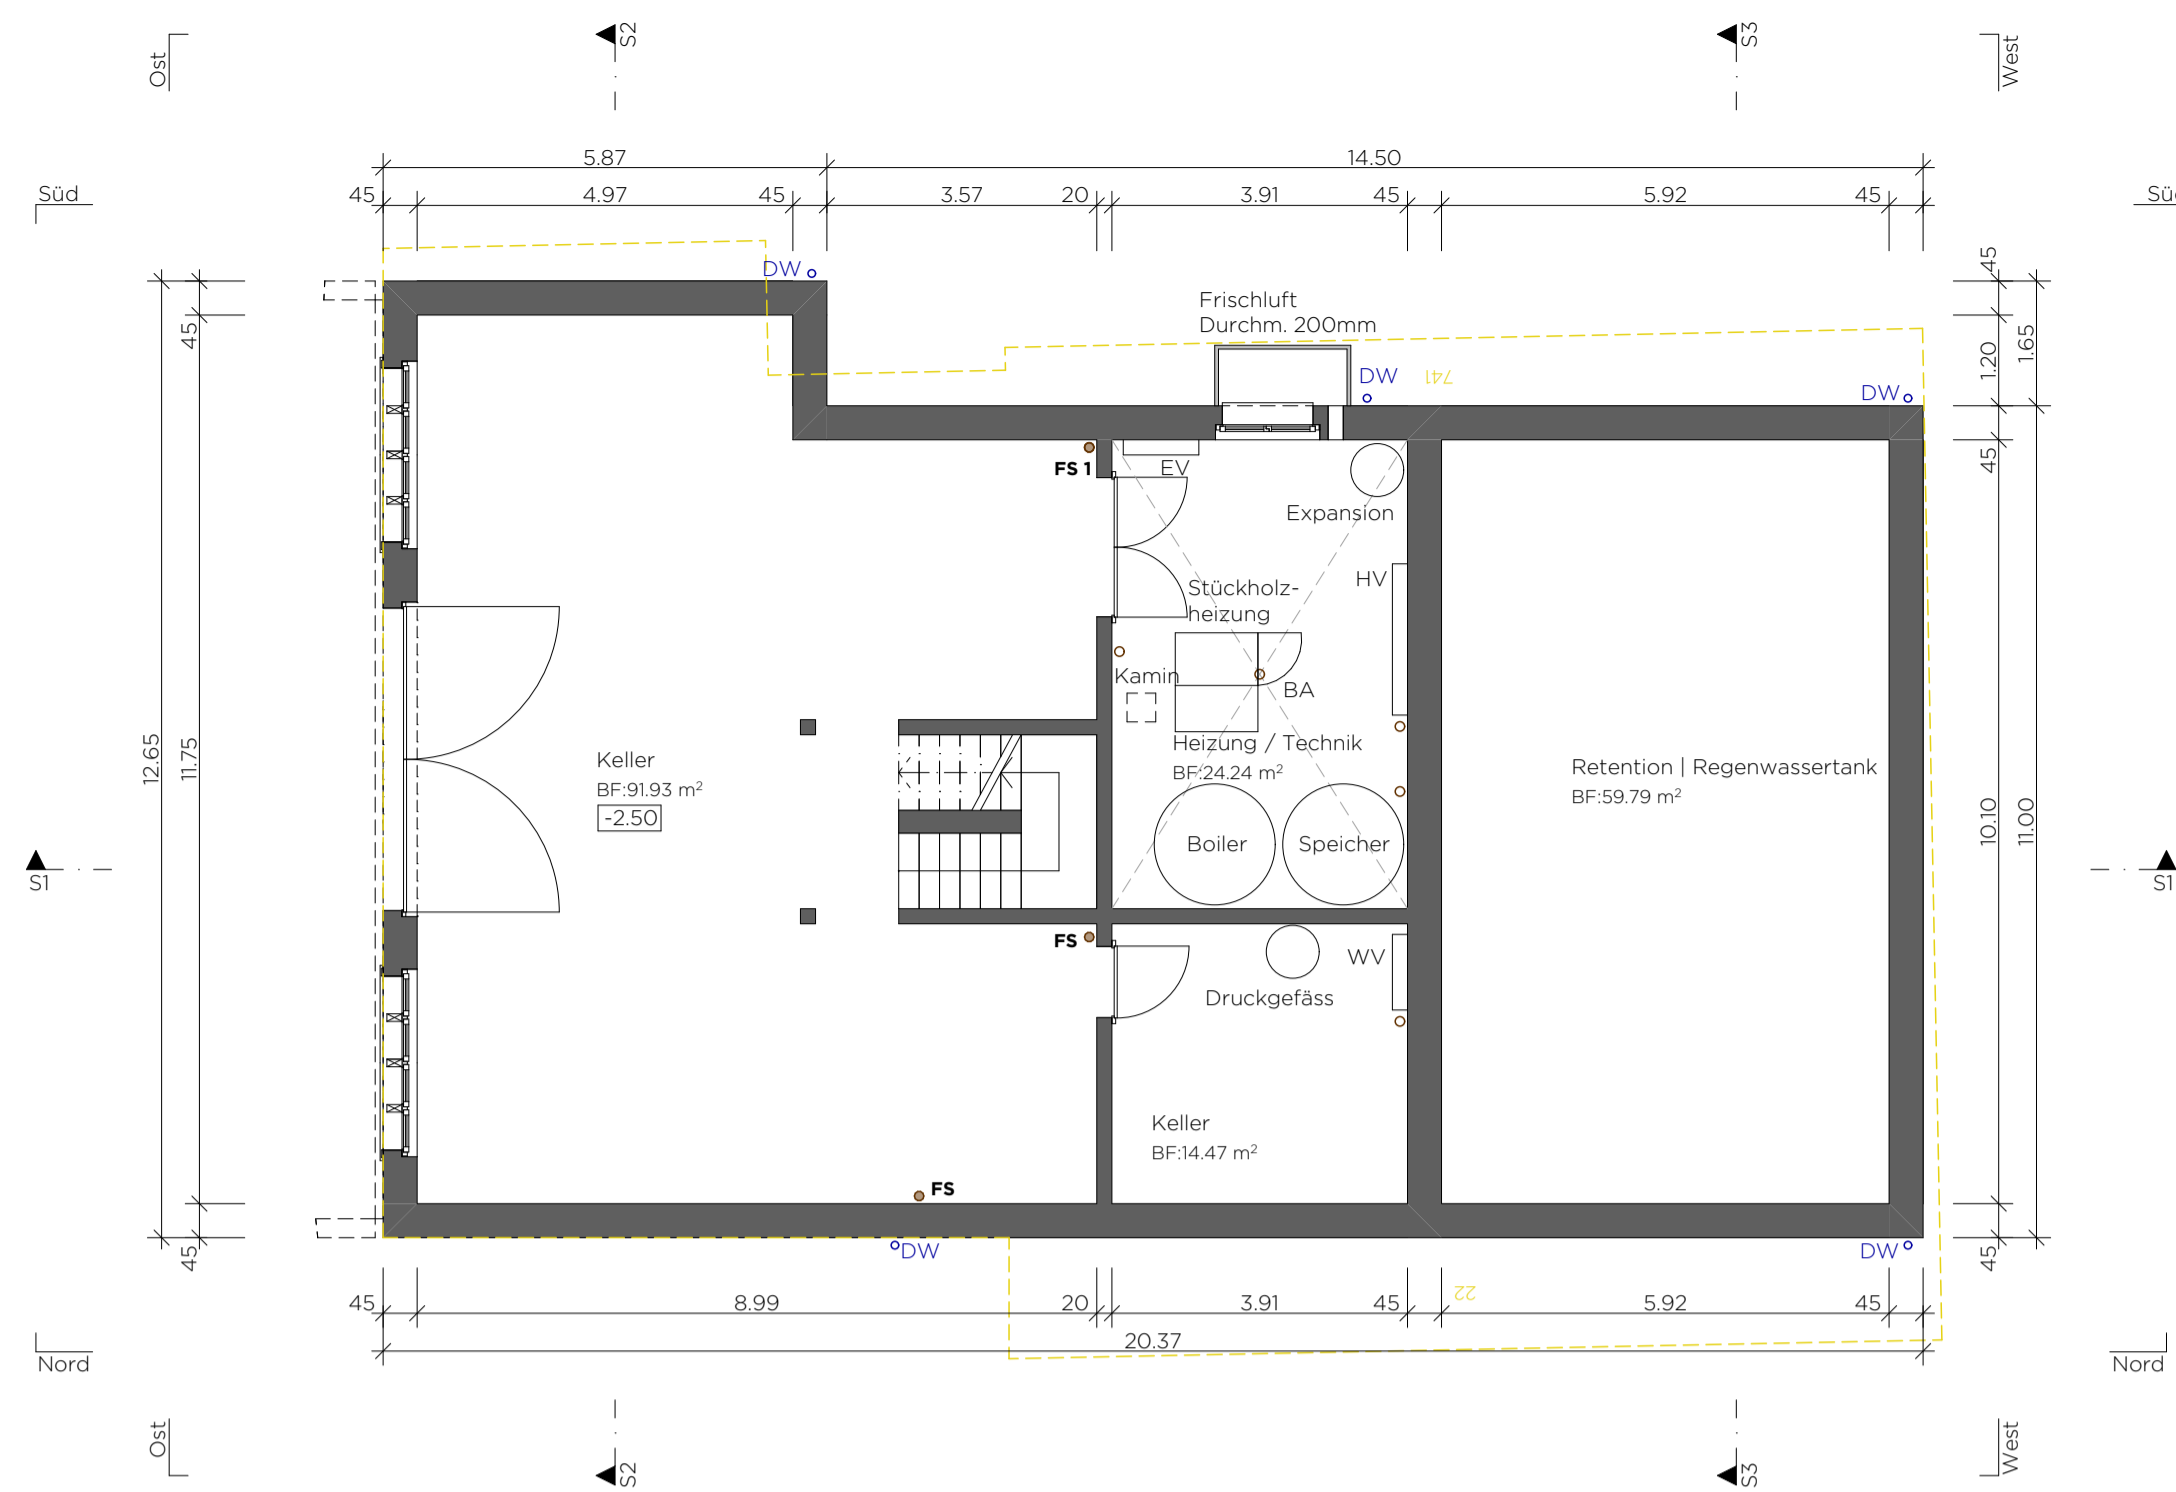 Ost
S2
S3
West
5.87
14.50
Süd
45
4.97
45
3.57
20
3.91
45
5.92
45
DW
45
45
Frischluft
Durchm. 200mm
1.20
1.65
DW
741
DW
45
FS 1
EV
Expansion
HV
Stückholz-
heizung
Kamin
BA
12.65
11.75
Keller
BF:91.93 m²
-2.50
Heizung / Technik
BF:24.24 m²
Retention | Regenwassertank
BF:59.79 m²
10.10
11.00
Boiler
Speicher
S1
S1
FS
WV
Druckgefäss
Keller
BF:14.47 m²
FS
45
DW
DW
45
45
8.99
20
3.91
45
22
5.92
45
20.37
Nord
Nord
Ost
S2
S3
West